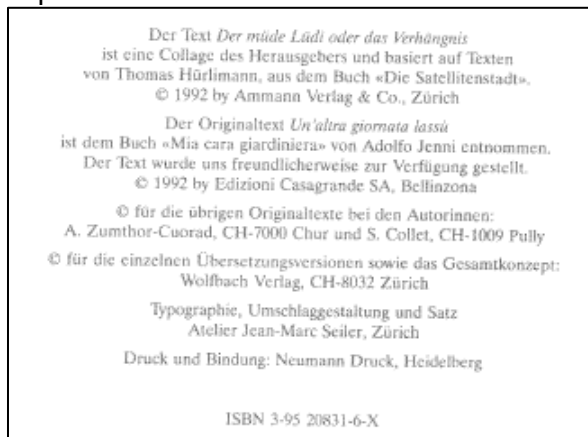 Der Text Der müde Lüdi oder das Verhängnis
ist eine Collage des Herausgebers und basiert auf Texten
von Thomas Hürlimann, aus dem Buch «Die Satellitenstadt».
© 1992 by Ammann Verlag & Co., Zürich
Der Originaltext Un'altra giornata lassù
ist dem Buch «Mia cara giardiniera» von Adolfo Jenni entnommen.
Der Text wurde uns freundlicherweise zur Verfügung gestellt.
© 1992 by Edizioni Casagrande SA, Bellinzona
© für die übrigen Originaltexte bei den Autorinnen:
A. Zumthor-Cuorad, CH-7000 Chur und S. Collet, CH-1009 Pully
© für die einzelnen Übersetzungsversionen sowie das Gesamtkonzept:
Wolfbach Verlag, CH-8032 Zürich
Typographie, Umschlaggestaltung und Satz
Atelier Jean-Marc Seiler, Zürich
Druck und Bindung: Neumann Druck, Heidelberg
ISBN 3-95 20831-6-X